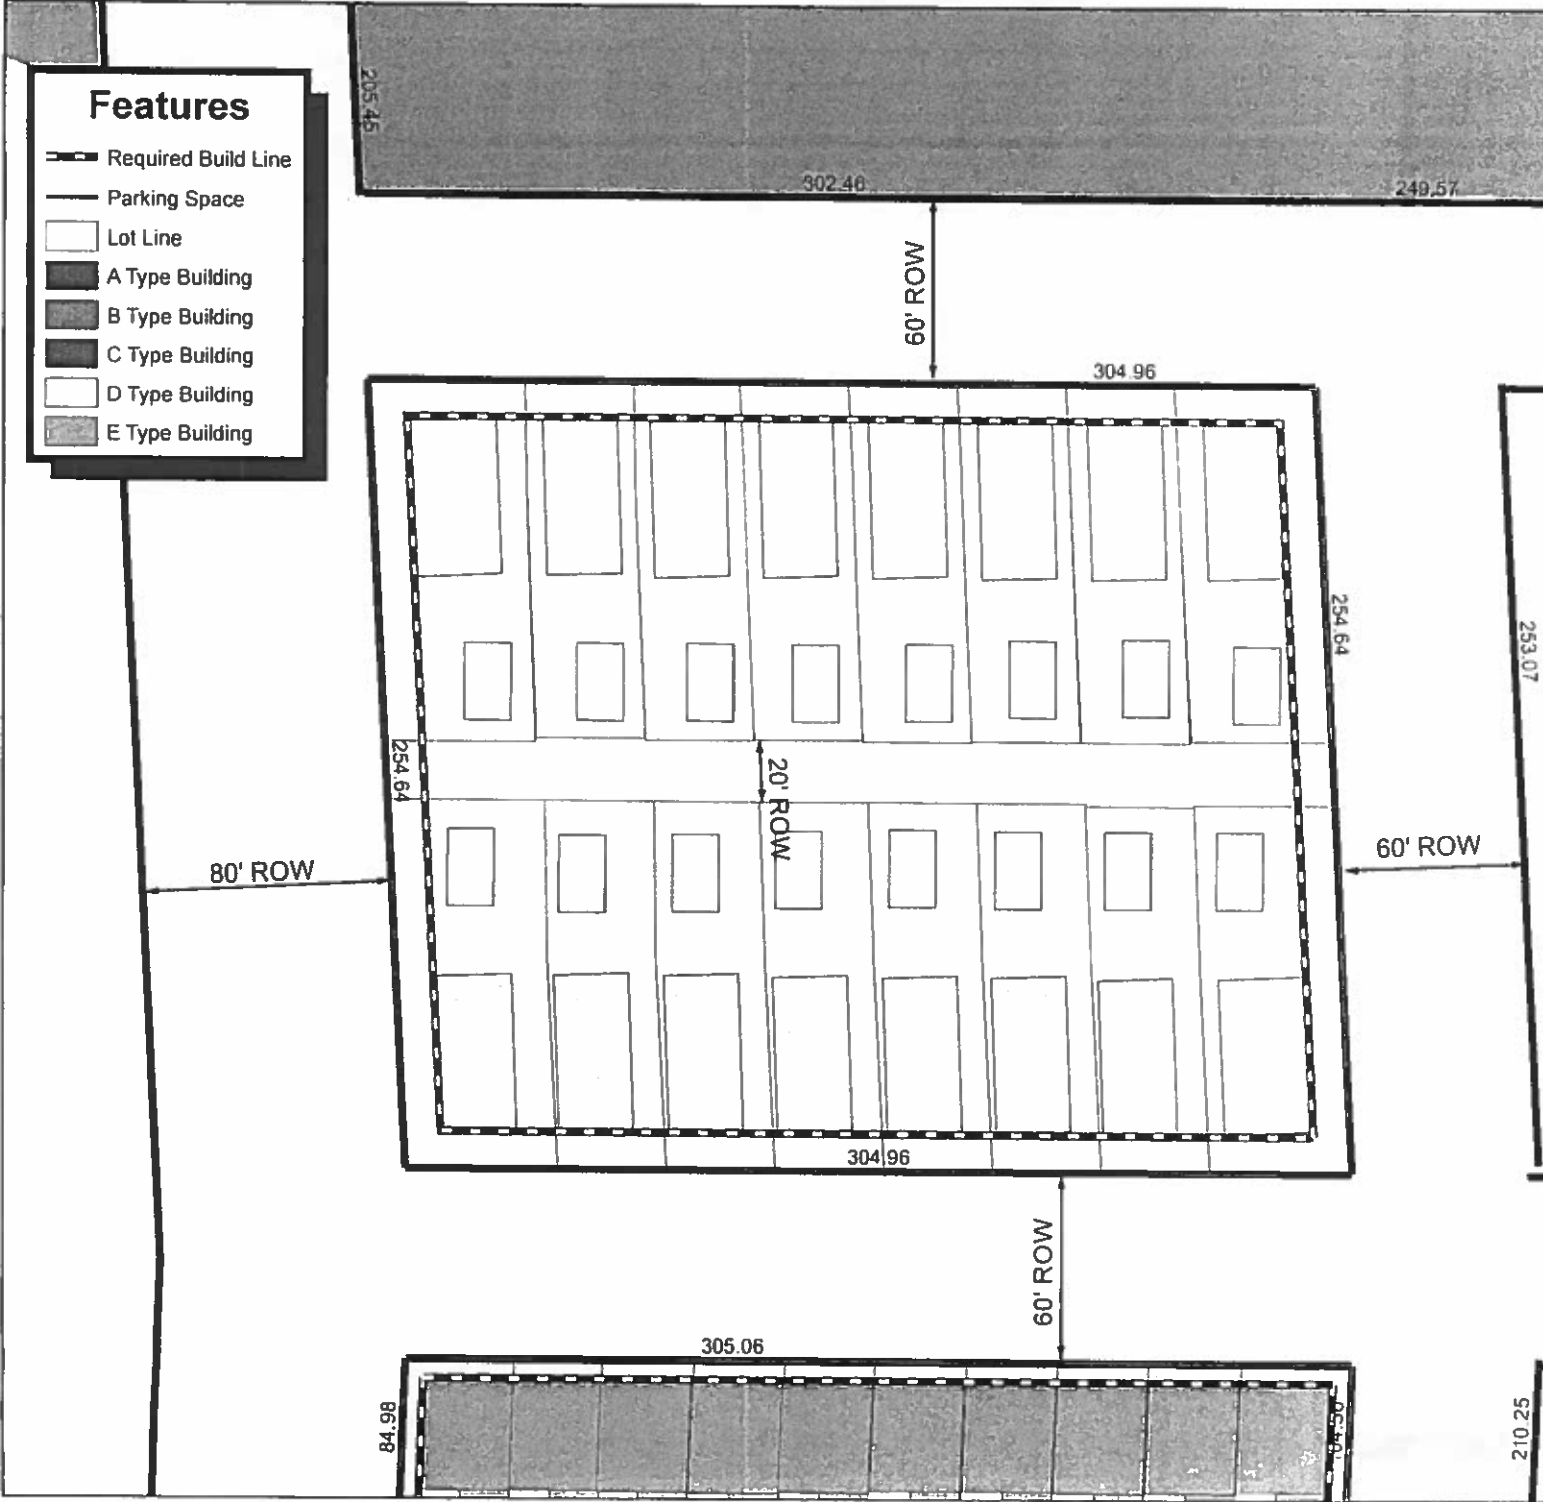 Features
Required Build Line
Parking Space
Lot Line
A Type Building
B Type Building
C Type Building
D Type Building
E Type Building
205.45
302.46
249.57
60' ROW
304.96
254.64
253.07
254.64
20' ROW
80' ROW
60' ROW
304.96
60' ROW
305.06
84.98
210.25